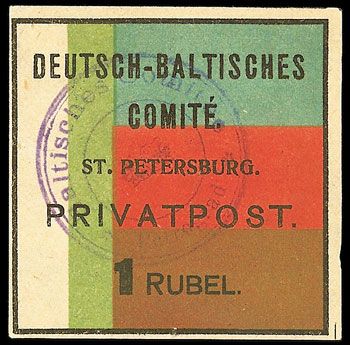 DEUTSCH-BALTISCHES
COMITÉ
ST. PETERSBURG.
PRIVATPOST.
1 RUBEL.